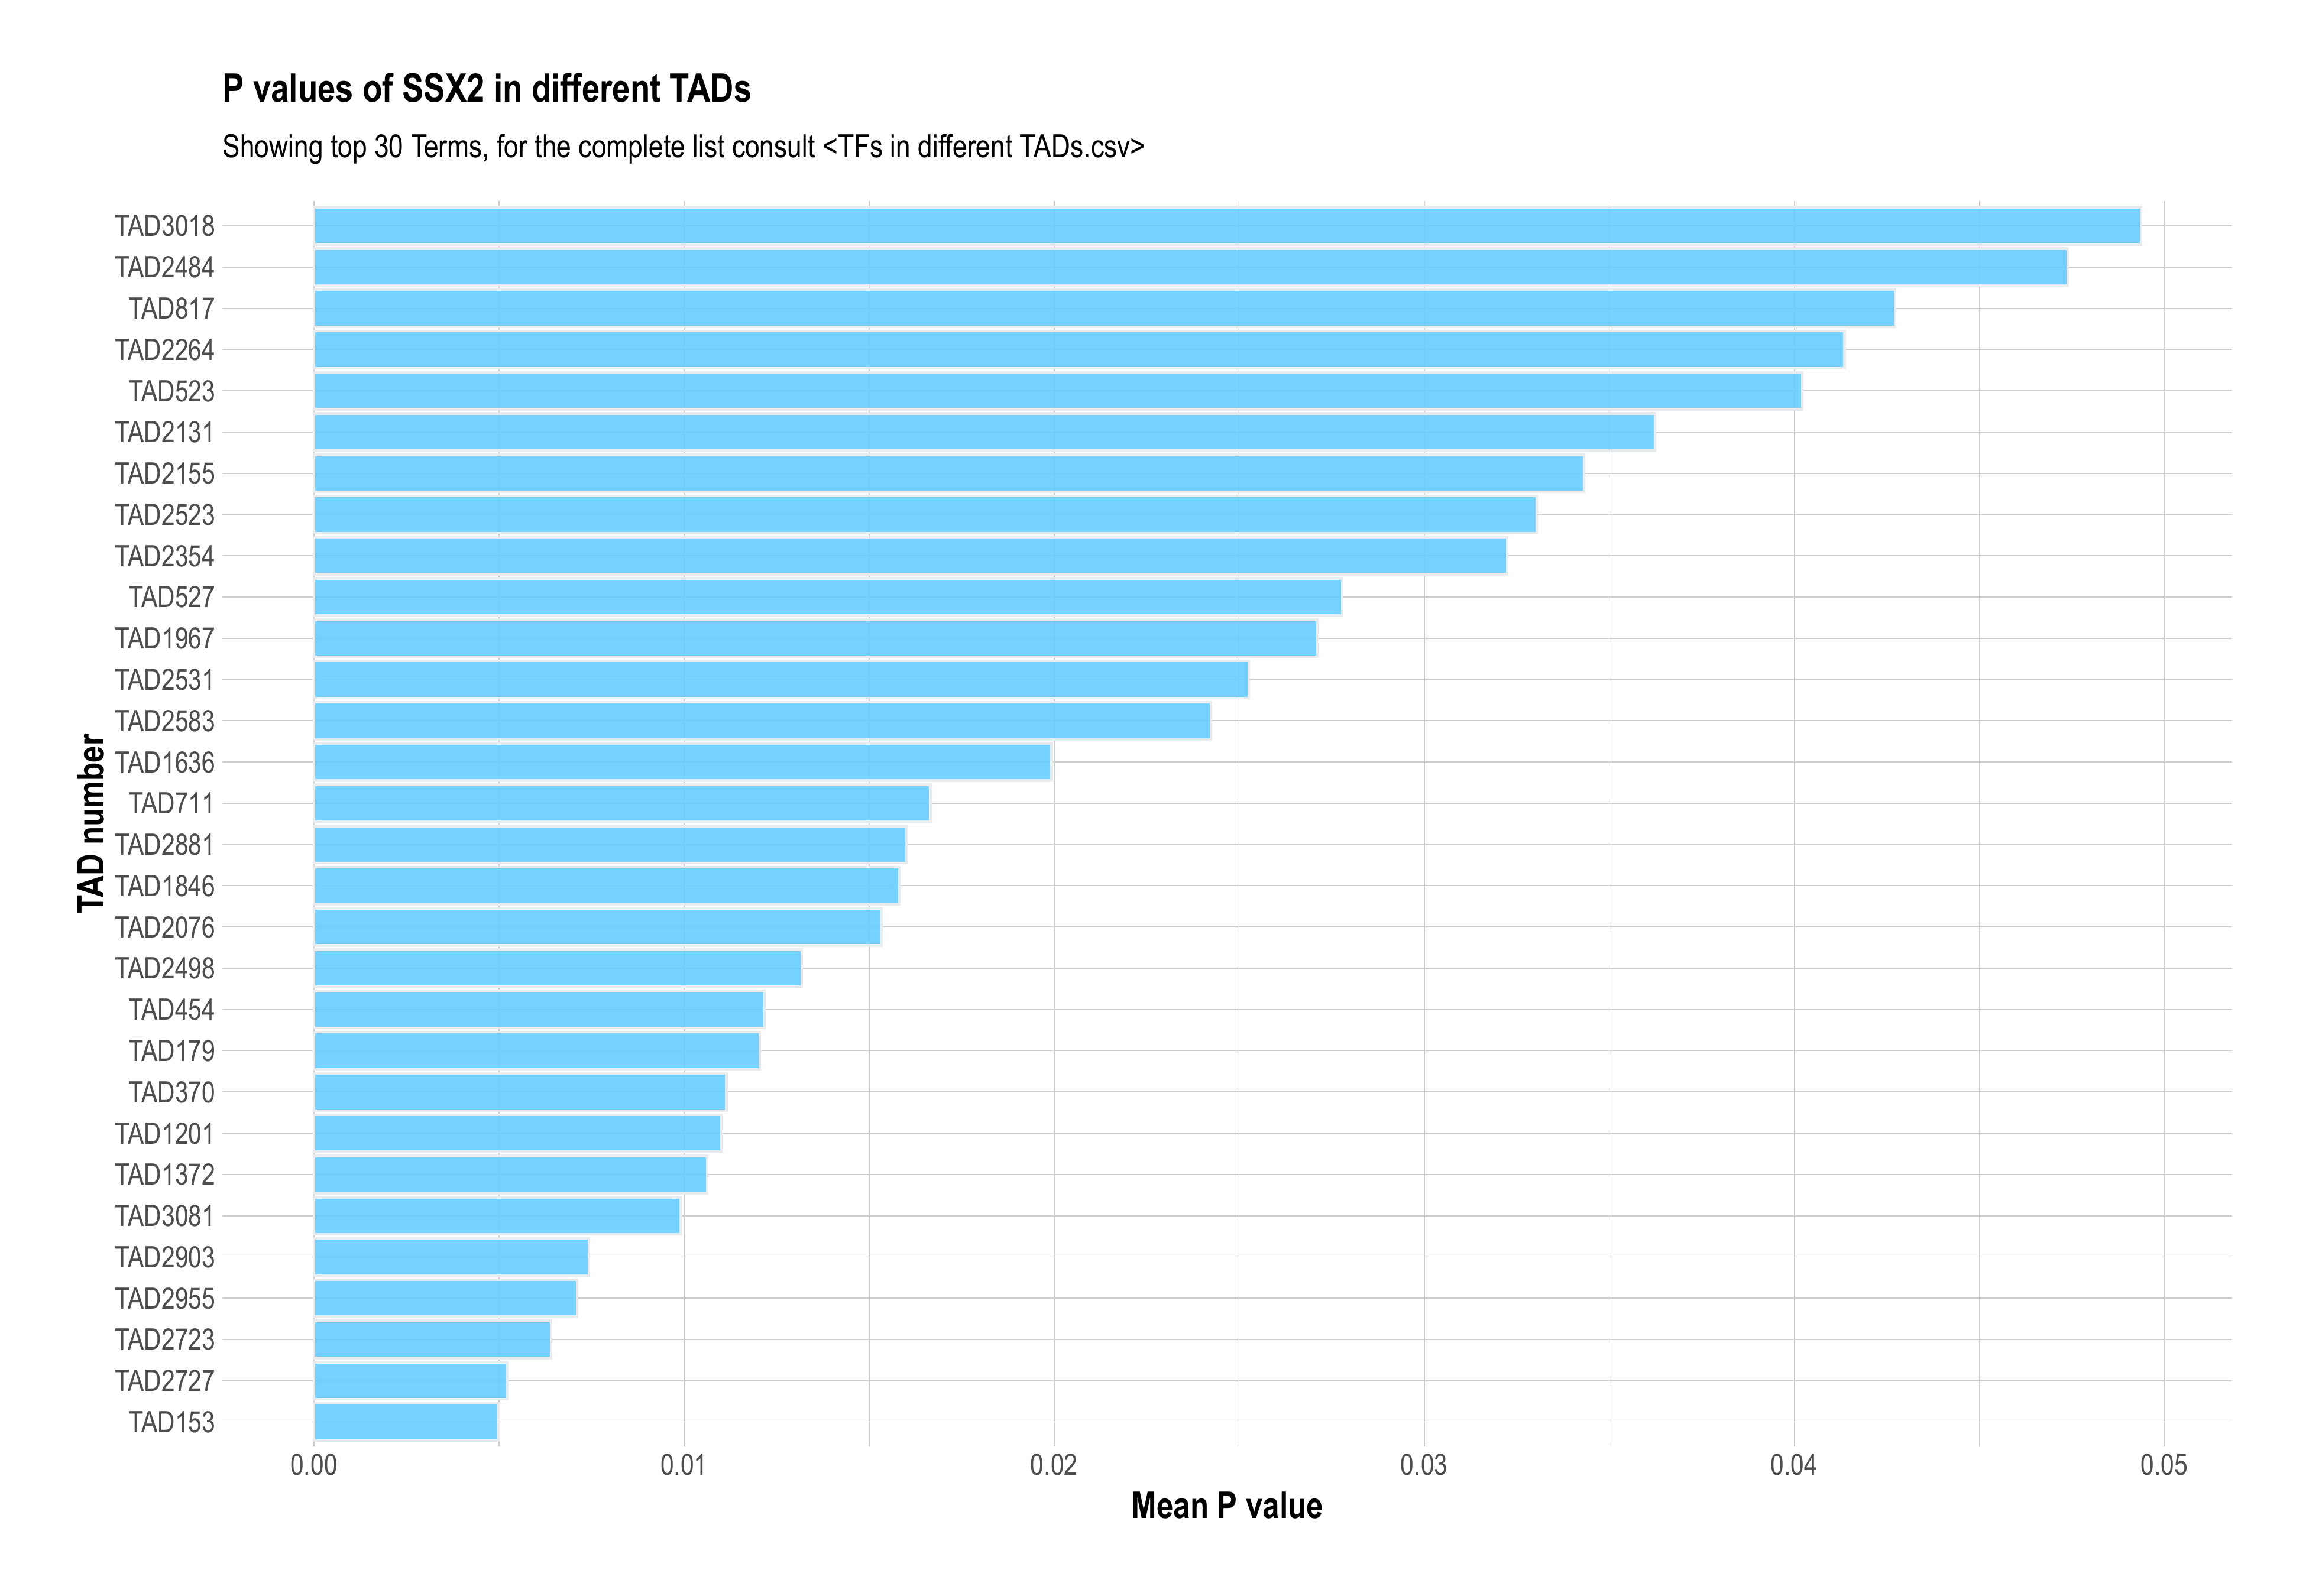 P values of SSX2 in different TADs
Showing top 30 Terms, for the complete list consult <TFs in different TADs.csv>
TAD number
TAD3018
TAD2484
TAD817
TAD2264
TAD523
TAD2131
TAD2155
TAD2523
TAD2354
TAD527
TAD1967
TAD2531
TAD2583
TAD1636
TAD711
TAD2881
TAD1846
TAD2076
TAD2498
TAD454
TAD179
TAD370
TAD1201
TAD1372
TAD3081
TAD2903
TAD2955
TAD2723
TAD2727
TAD153
0.00 0.01 0.02 0.03 0.04 0.05
Mean P value